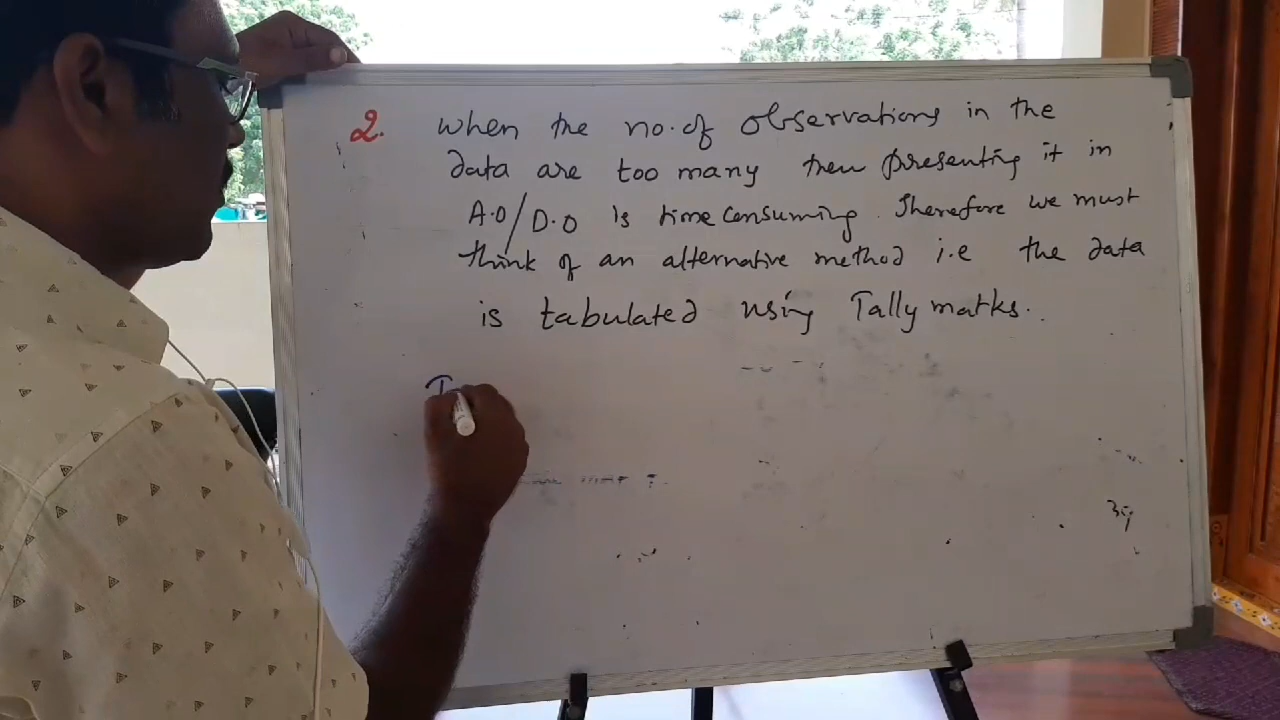 2. When the no. of observations in the
data are too many then presenting it in
A.O/D.O is time consuming. Therefore we must
think of an alternative method i.e the data
is tabulated using Tally marks.